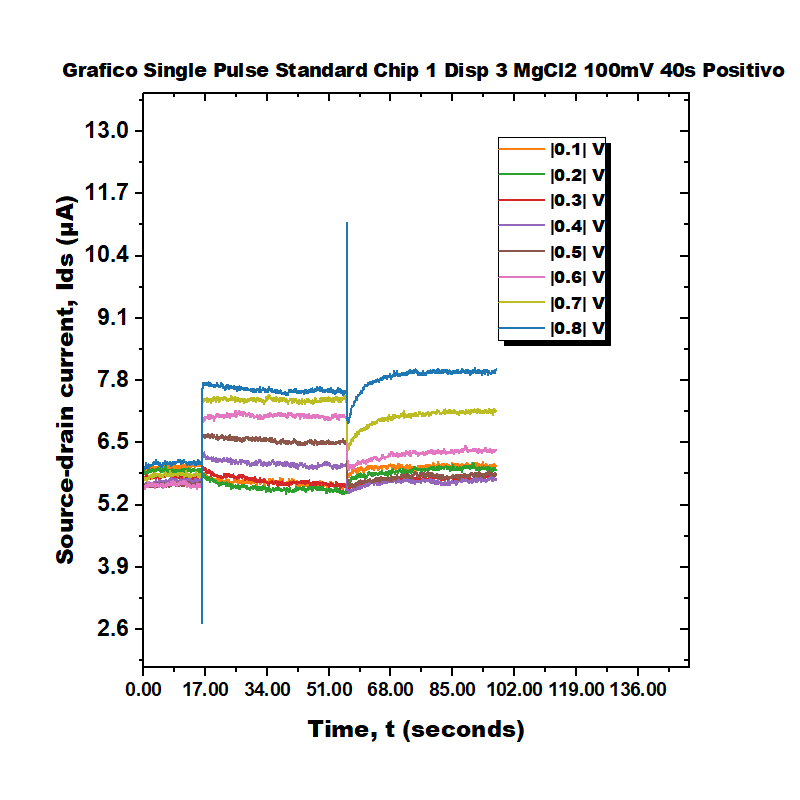 Grafico Single Pulse Standard Chip 1 Disp 3 MgCl2 100mV 40s Positivo
13.0
11.7
10.4
9.1
7.8
6.5
5.2
3.9
2.6
Source-drain current, Ids (µA)
|0.1| V
|0.2| V
|0.3| V
|0.4| V
|0.5| V
|0.6| V
|0.7| V
|0.8| V
0.00 17.00 34.00 51.00 68.00 85.00 102.00 119.00 136.00
Time, t (seconds)